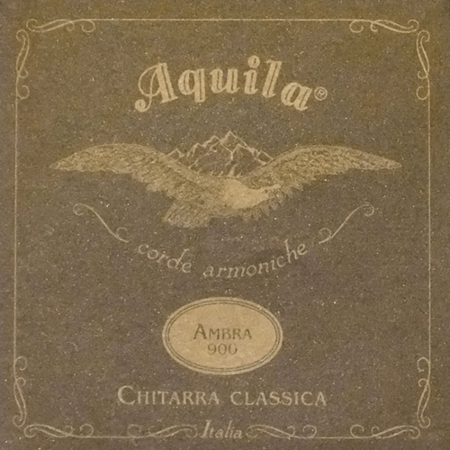 Aquila©
corde armoniche
AMBRA
900
CHITARRA CLASSICA
Italia